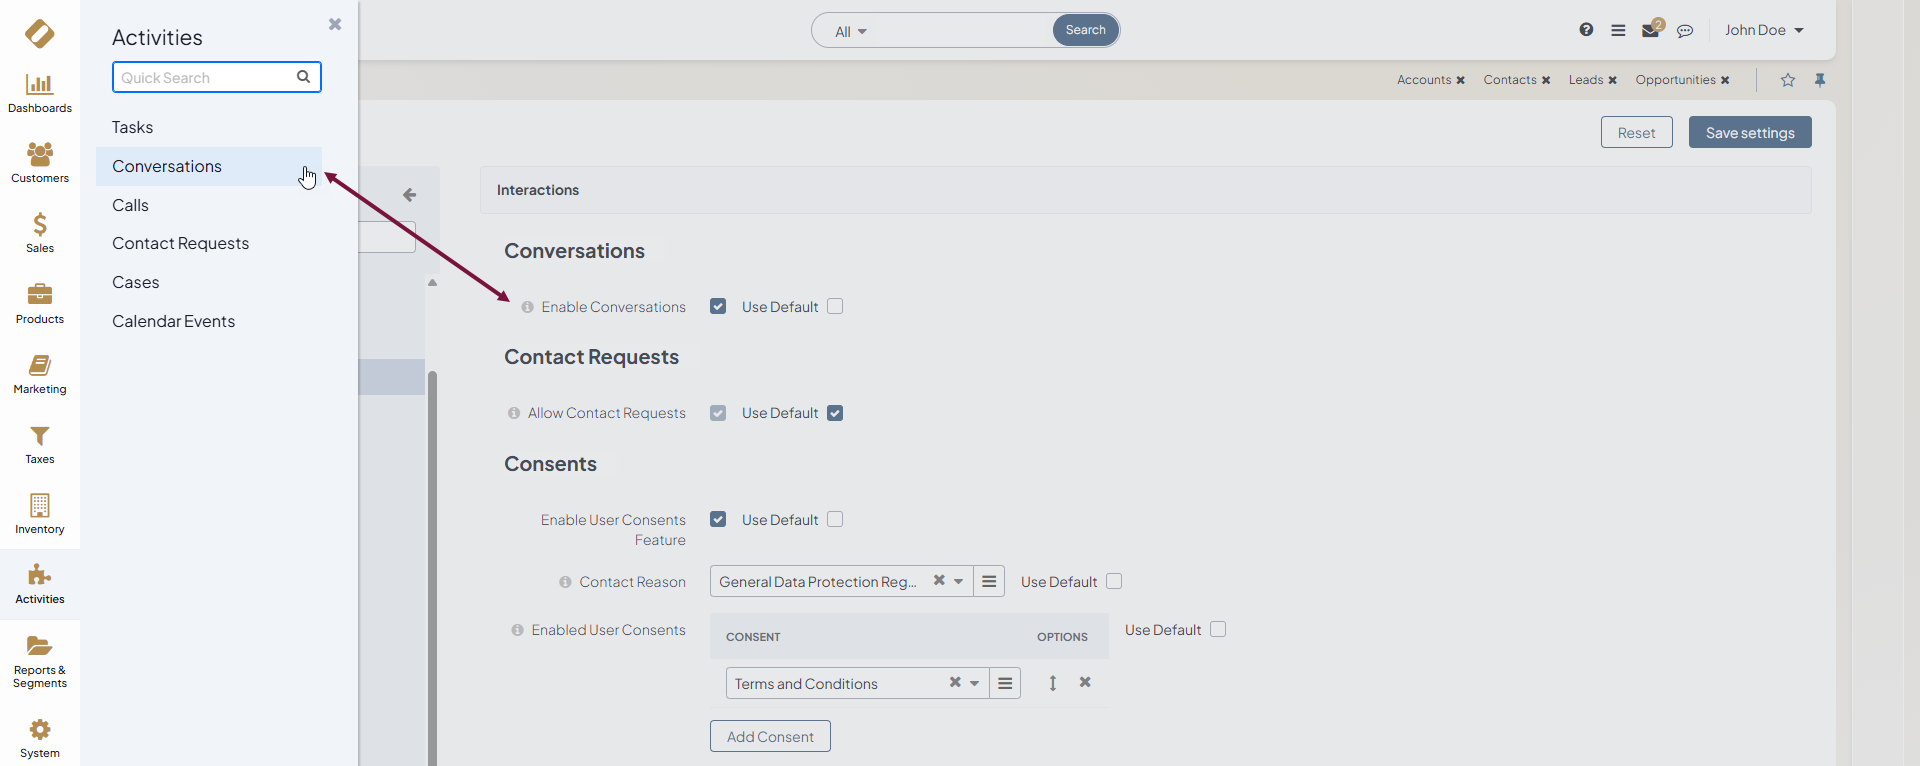 Dashboards
Customers
Sales
Products
Marketing
Taxes
Inventory
Activities
Reports &
Segments
System
Activities
Quick Search
Tasks
Conversations
Calls
Contact Requests
Cases
Calendar Events
All
Search
2
John Doe
Accounts
Contacts
Leads
Opportunities
Reset
Save settings
Interactions
Conversations
Enable Conversations
Use Default
Contact Requests
Allow Contact Requests
Use Default
Consents
Enable User Consents
Feature
Use Default
Contact Reason
General Data Protection Reg...
Use Default
Enabled User Consents
CONSENT
OPTIONS
Use Default
Terms and Conditions
Add Consent